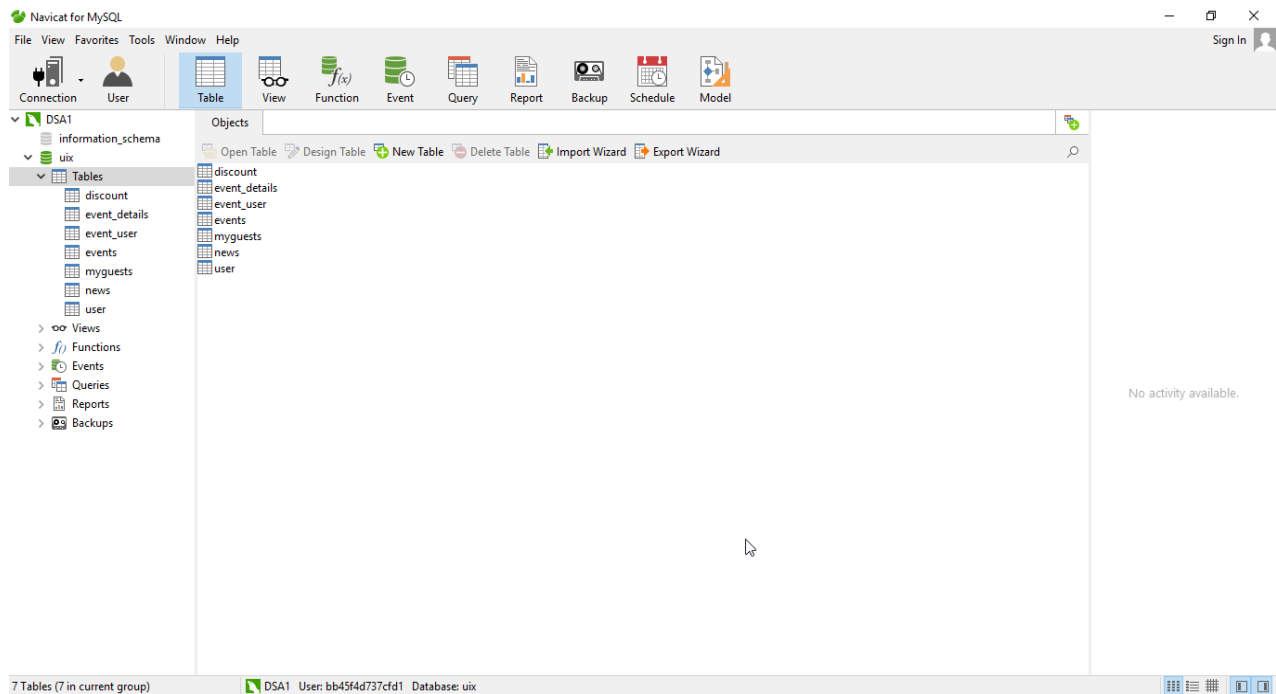 Navicat for MySQL
File View Favorites Tools Window Help Sign In
Connection User Table View Function Event Query Report Backup Schedule Model
DSA1
information_schema
uix
Tables
discount
event_details
event_user
events
myguests
news
user
Views
Functions
Events
Queries
Reports
Backups
Objects
Open Table Design Table New Table Delete Table Import Wizard Export Wizard
discount
event_details
event_user
events
myguests
news
user
No activity available.
7 Tables (7 in current group) DSA1 User: bb45f4d737cfd1 Database: uix